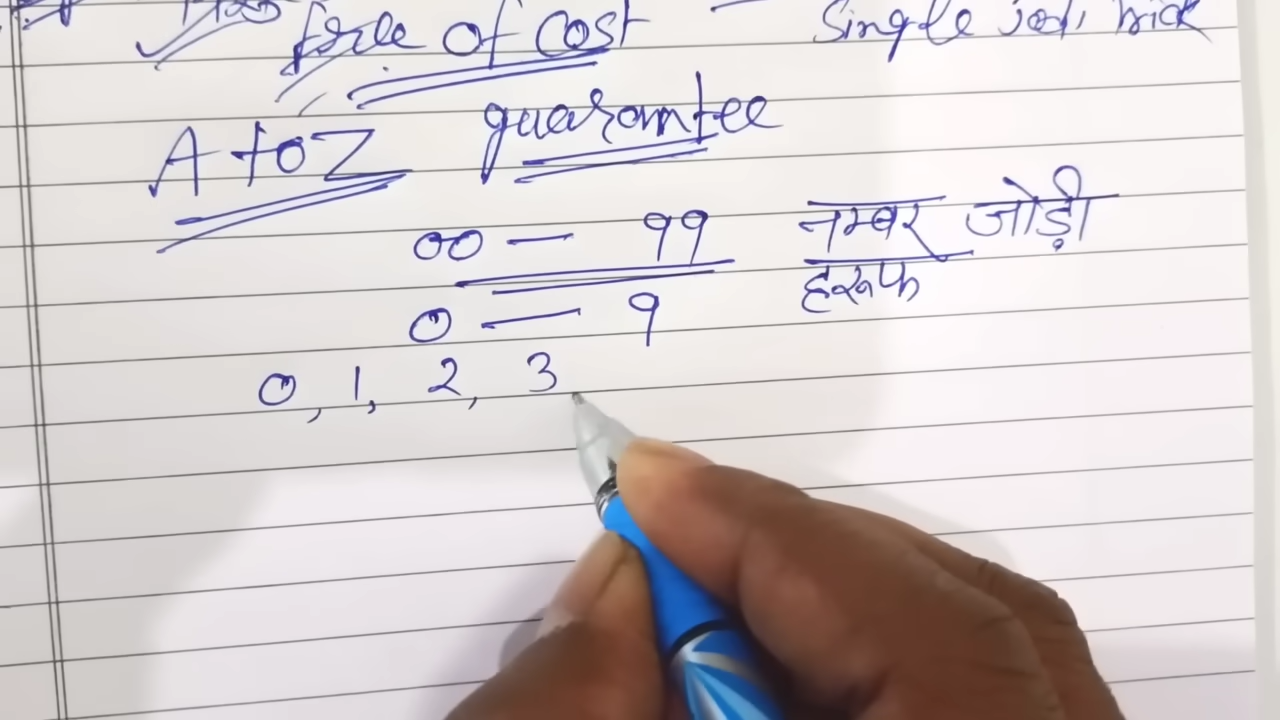 free of cost Single jodi trick
A to Z guarantee
00 — 99 नम्बर जोड़ी
0 — 9 हरूफ
0, 1, 2, 3